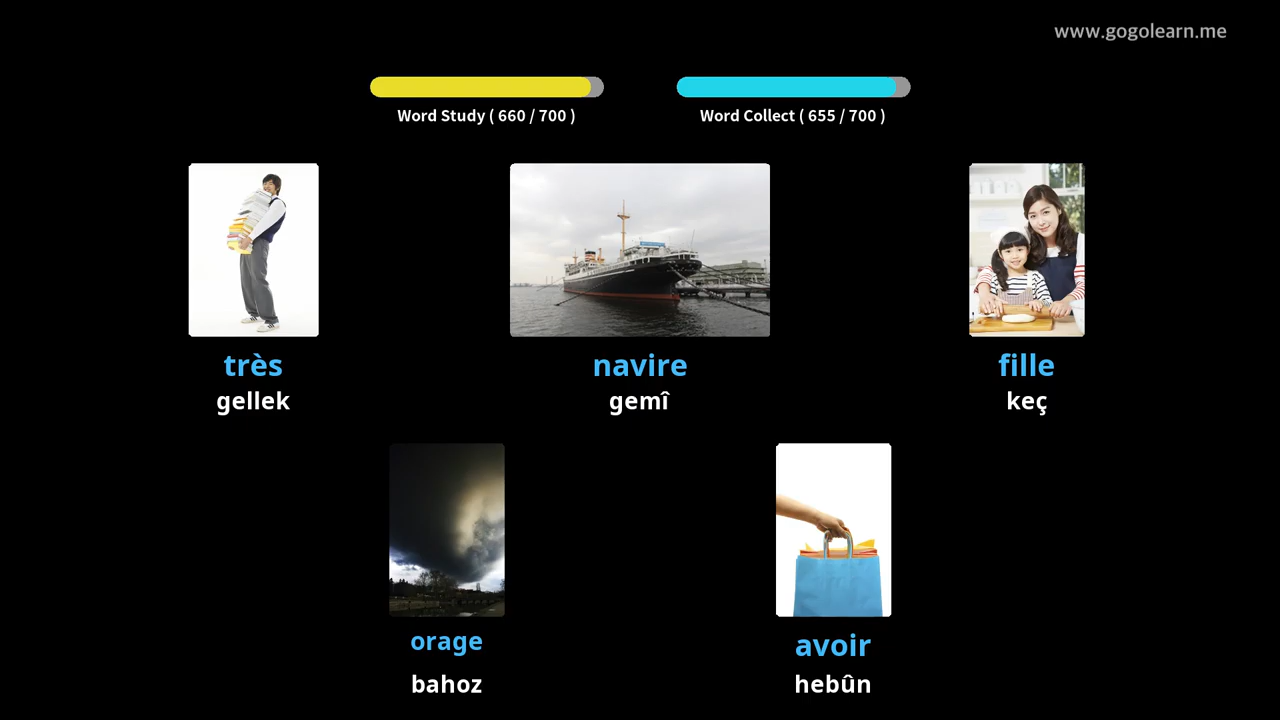 www.gogolearn.me
Word Study ( 660 / 700 )
Word Collect ( 655 / 700 )
très
gellek
navire
gemî
fille
keç
orage
bahoz
avoir
hebûn